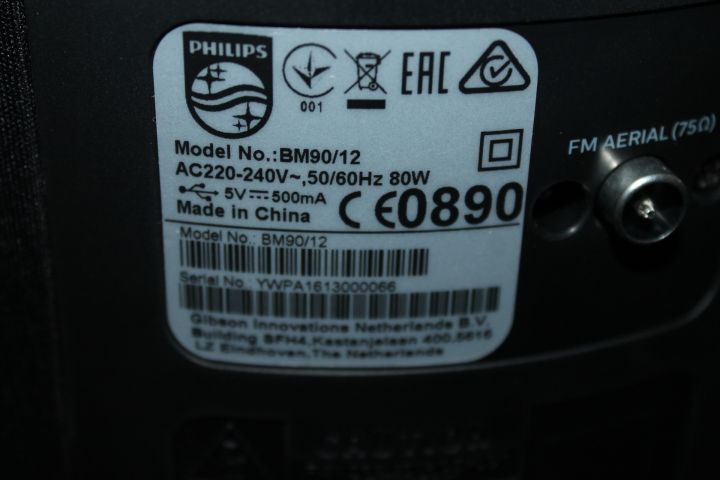 PHILIPS
001
EAC
Model No.:BM90/12
AC220-240V~,50/60Hz 80W
5V⎓500mA
Made in China
CE0890
Model No.: BM90/12
Serial No.: YWPA1613000066
Gibson Innovations Netherlands B.V.
Building SFH4,Kastanjelaan 400,5616
LZ Eindhoven,The Netherlands
FM AERIAL (75Ω)
CAUTION